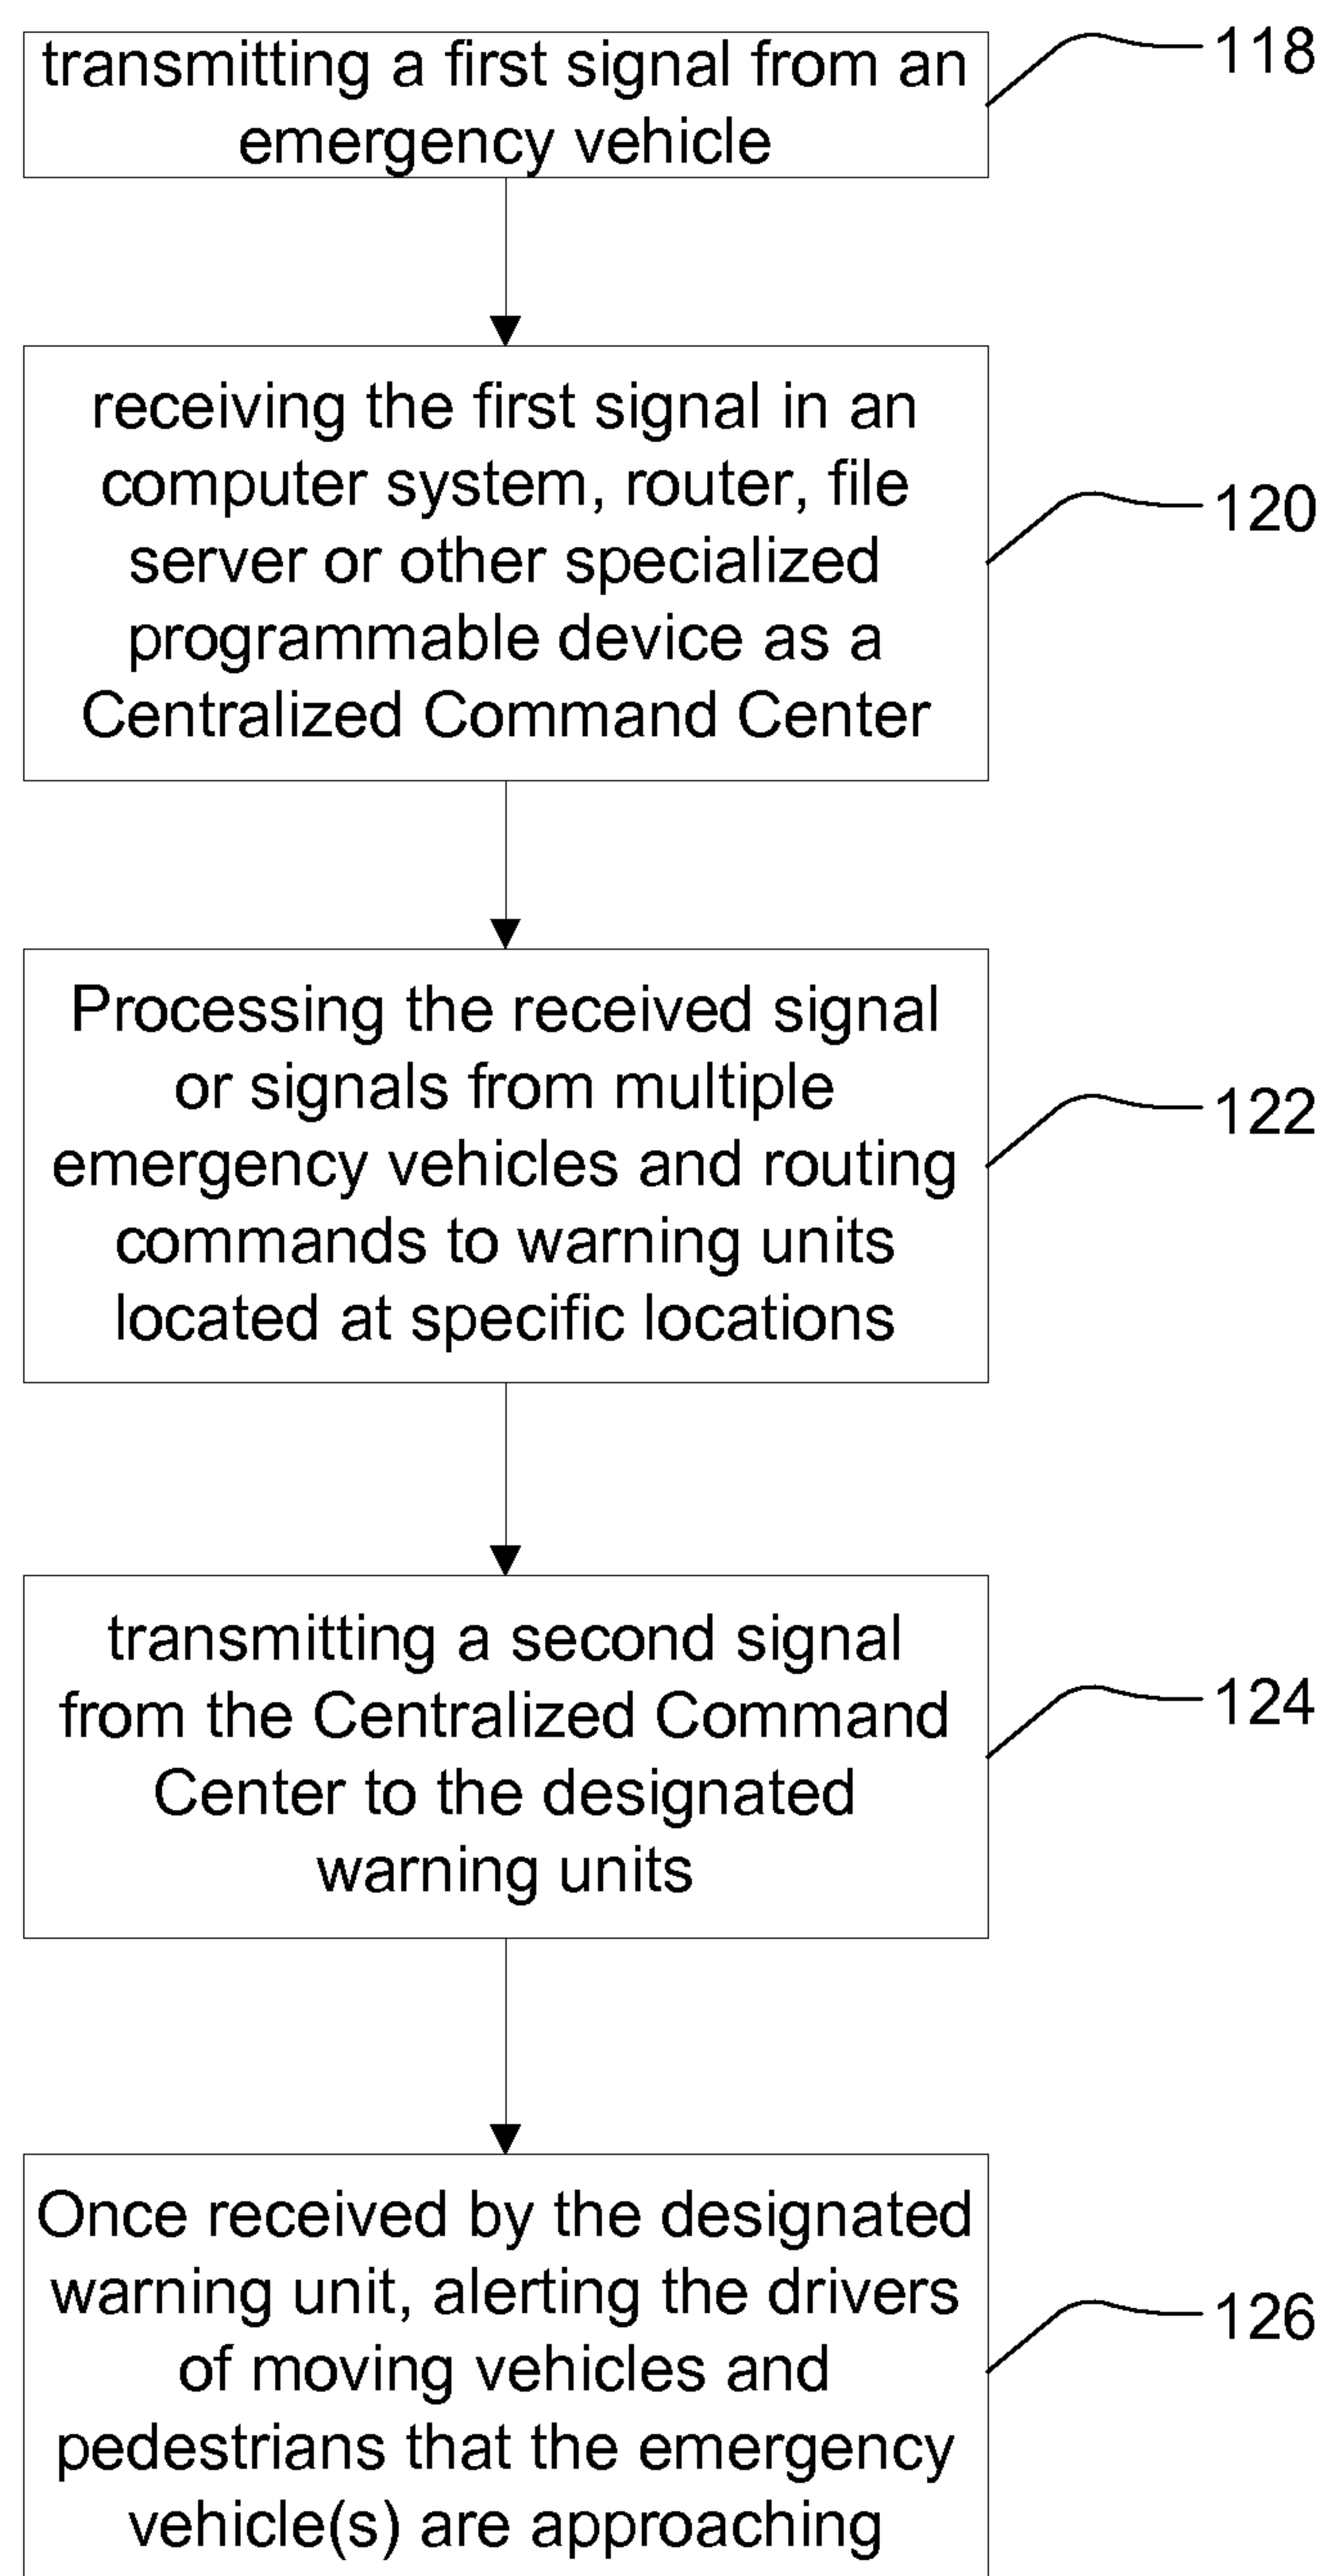 transmitting a first signal from an
emergency vehicle
118
receiving the first signal in an
computer system, router, file
server or other specialized
programmable device as a
Centralized Command Center
120
Processing the received signal
or signals from multiple
emergency vehicles and routing
commands to warning units
located at specific locations
122
transmitting a second signal
from the Centralized Command
Center to the designated
warning units
124
Once received by the designated
warning unit, alerting the drivers
of moving vehicles and
pedestrians that the emergency
vehicle(s) are approaching
126